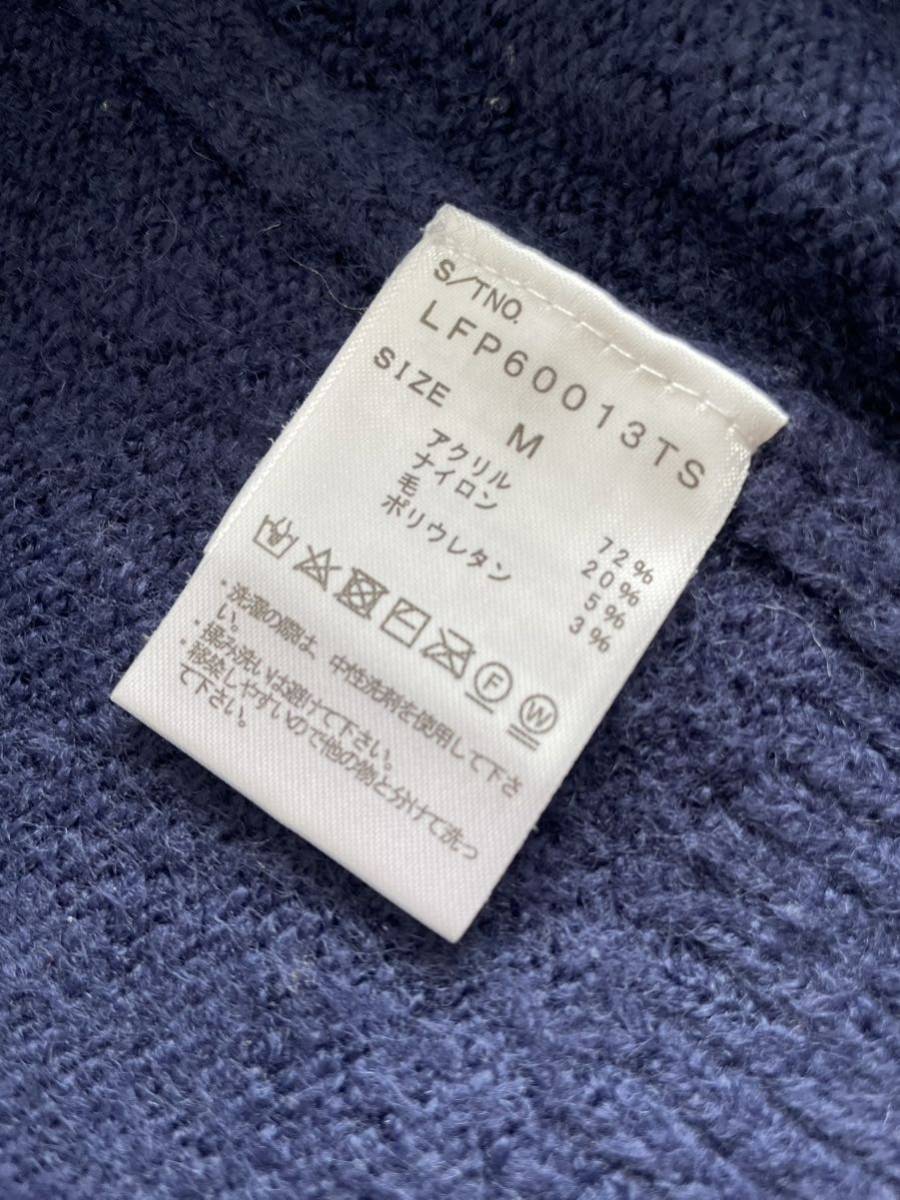 S/TNO.
LFP60013TS
SIZE
M
アクリル 72%
ナイロン 20%
毛 5%
ポリウレタン 3%
F W
・洗濯の際は、中性洗剤を使用して下さ
い。
・揉み洗いは避けて下さい。
・移染しやすいので他の物と分けて洗っ
て下さい。